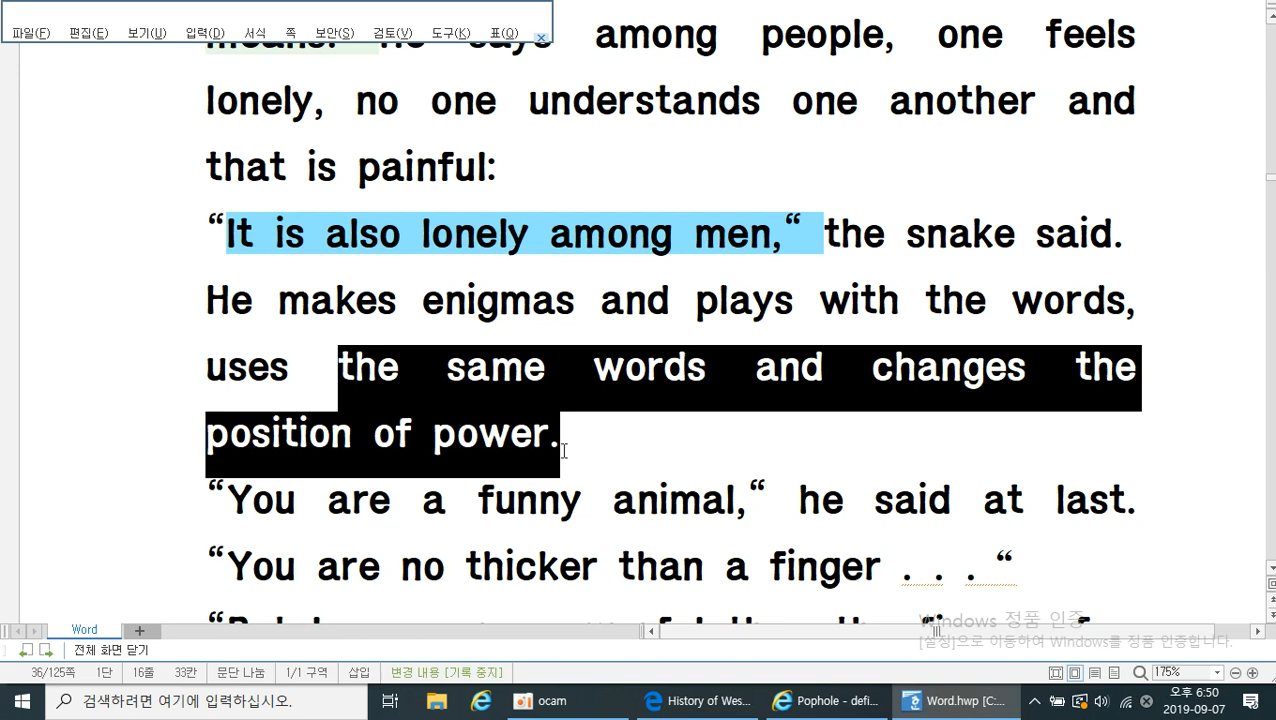 파일(F) 편집(E) 보기(U) 입력(D) 서식 쪽 보안(S) 검토(V) 도구(K) 표(Q)
among people, one feels
lonely, no one understands one another and
that is painful:
“It is also lonely among men,“ the snake said.
He makes enigmas and plays with the words,
uses the same words and changes the
position of power.
“You are a funny animal,“ he said at last.
“You are no thicker than a finger . . . “
Windows 정품 인증
[설정]으로 이동하여 Windows를 정품 인증합니다.
Word
전체 화면 닫기
36/125쪽 1단 16줄 33칸 문단 나눔 1/1 구역 삽입 변경 내용 [기록 중지] 175%
검색하려면 여기에 입력하십시오. ocam History of Wes... Pophole - defi... Word.hwp [C:... 오후 6:50
2019-09-07